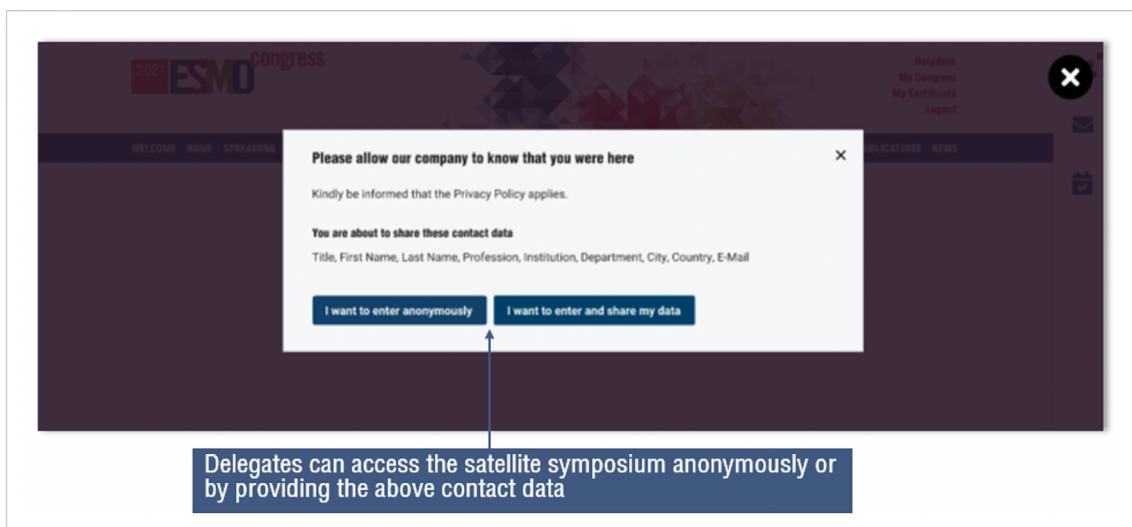 2021 ESMO congress
Helpdesk
My Congress
My Certificate
Logout
WELCOME HOME STREAMING
PUBLICATIONS NEWS
Please allow our company to know that you were here
Kindly be informed that the Privacy Policy applies.
You are about to share these contact data
Title, First Name, Last Name, Profession, Institution, Department, City, Country, E-Mail
I want to enter anonymously I want to enter and share my data
Delegates can access the satellite symposium anonymously or
by providing the above contact data